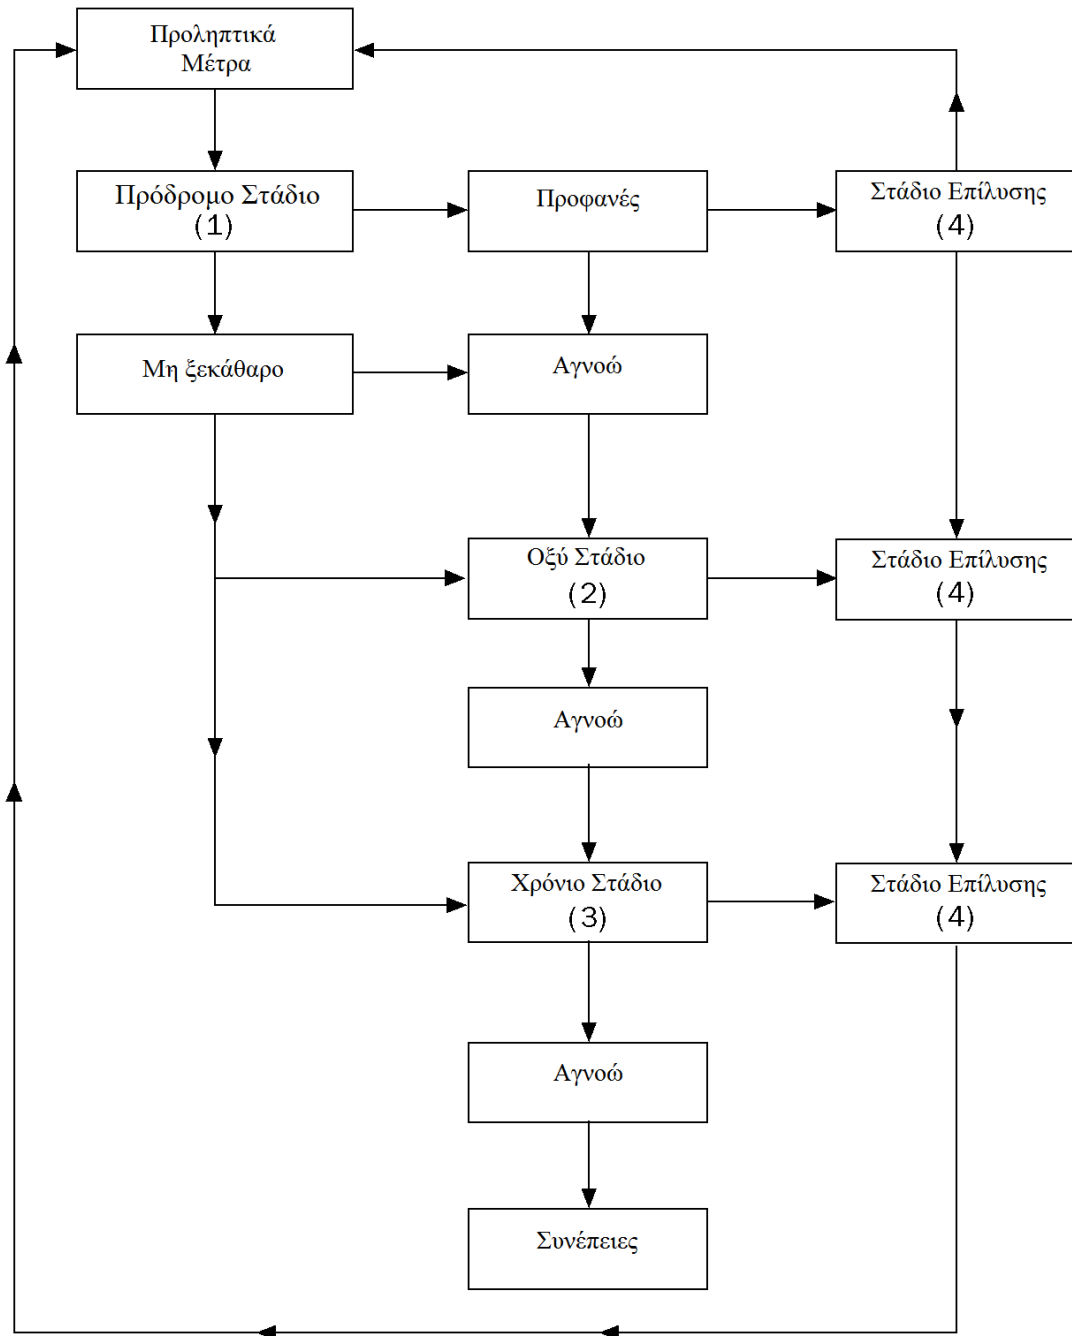 Προληπτικά
Μέτρα
Πρόδρομο Στάδιο
(1)
Προφανές
Στάδιο Επίλυσης
(4)
Μη ξεκάθαρο
Αγνοώ
Οξύ Στάδιο
(2)
Στάδιο Επίλυσης
(4)
Αγνοώ
Χρόνιο Στάδιο
(3)
Στάδιο Επίλυσης
(4)
Αγνοώ
Συνέπειες